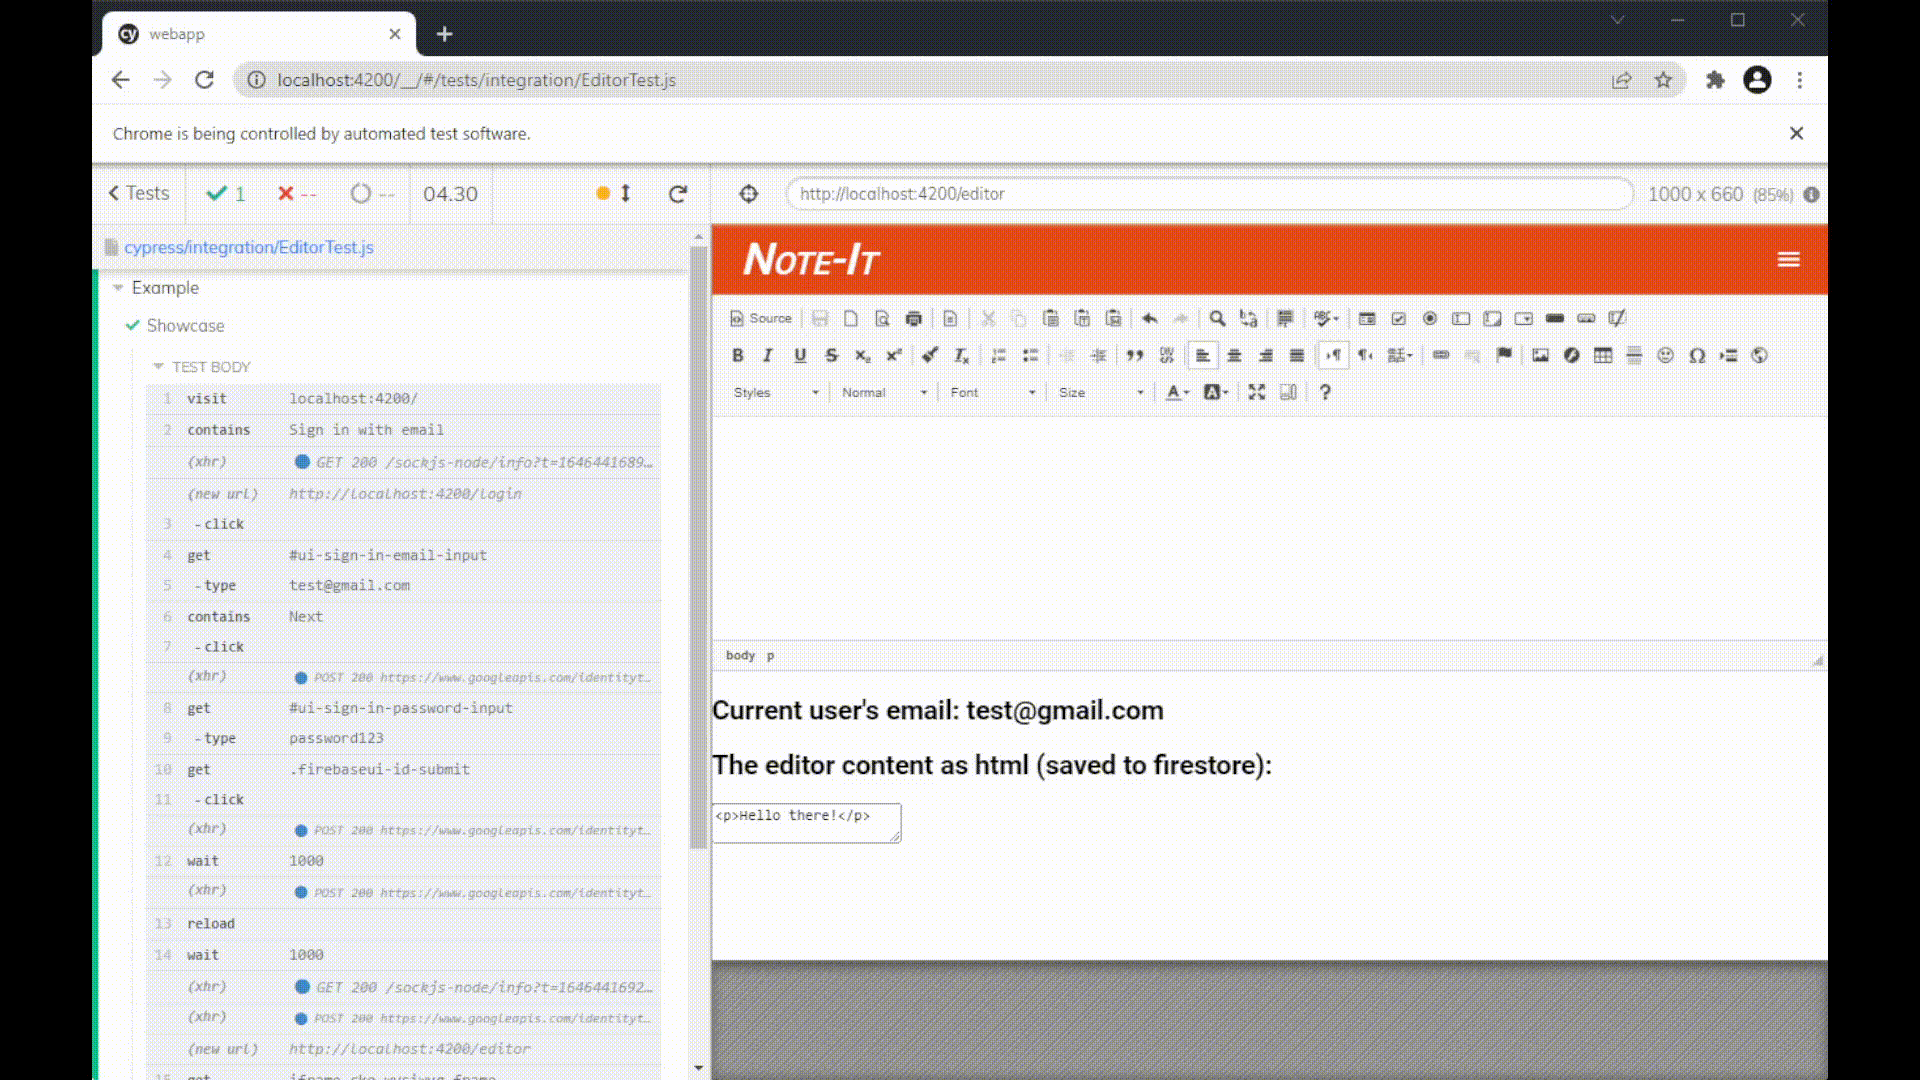 webapp
localhost:4200/__/#/tests/integration/EditorTest.js
Chrome is being controlled by automated test software.
Tests 1 -- -- 04.30
http://localhost:4200/editor 1000 x 660 (85%)
cypress/integration/EditorTest.js
Example
Showcase
TEST BODY
1 visit localhost:4200/
2 contains Sign in with email
(xhr) GET 200 /sockjs-node/info?t=1646441689…
(new url) http://localhost:4200/login
3 -click
4 get #ui-sign-in-email-input
5 -type test@gmail.com
6 contains Next
7 -click
(xhr) POST 200 https://www.googleapis.com/identityt…
8 get #ui-sign-in-password-input
9 -type password123
10 get .firebaseui-id-submit
11 -click
(xhr) POST 200 https://www.googleapis.com/identityt…
12 wait 1000
(xhr) POST 200 https://www.googleapis.com/identityt…
13 reload
14 wait 1000
(xhr) GET 200 /sockjs-node/info?t=1646441692…
(xhr) POST 200 https://www.googleapis.com/identityt…
(new url) http://localhost:4200/editor
NOTE-IT
Source
Styles Normal Font Size
body p
Current user's email: test@gmail.com
The editor content as html (saved to firestore):
<p>Hello there!</p>